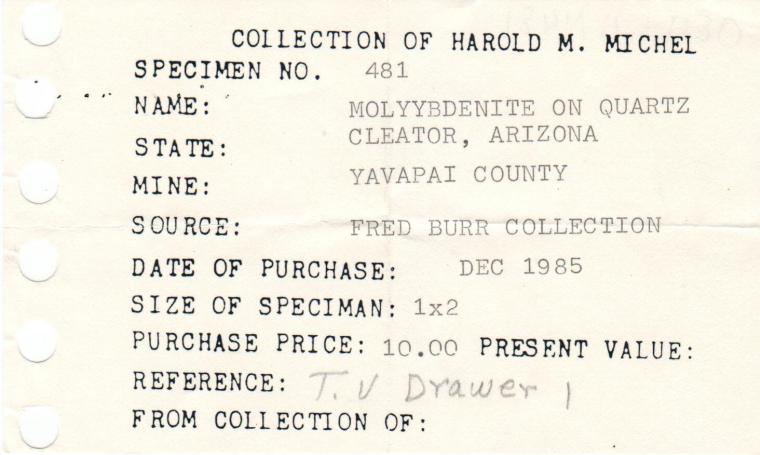 COLLECTION OF HAROLD M. MICHEL
SPECIMEN NO. 481
NAME: MOLYYBDENITE ON QUARTZ
STATE: CLEATOR, ARIZONA
MINE: YAVAPAI COUNTY
SOURCE: FRED BURR COLLECTION
DATE OF PURCHASE: DEC 1985
SIZE OF SPECIMAN: 1x2
PURCHASE PRICE: 10.00 PRESENT VALUE:
REFERENCE: T.V Drawer 1
FROM COLLECTION OF: